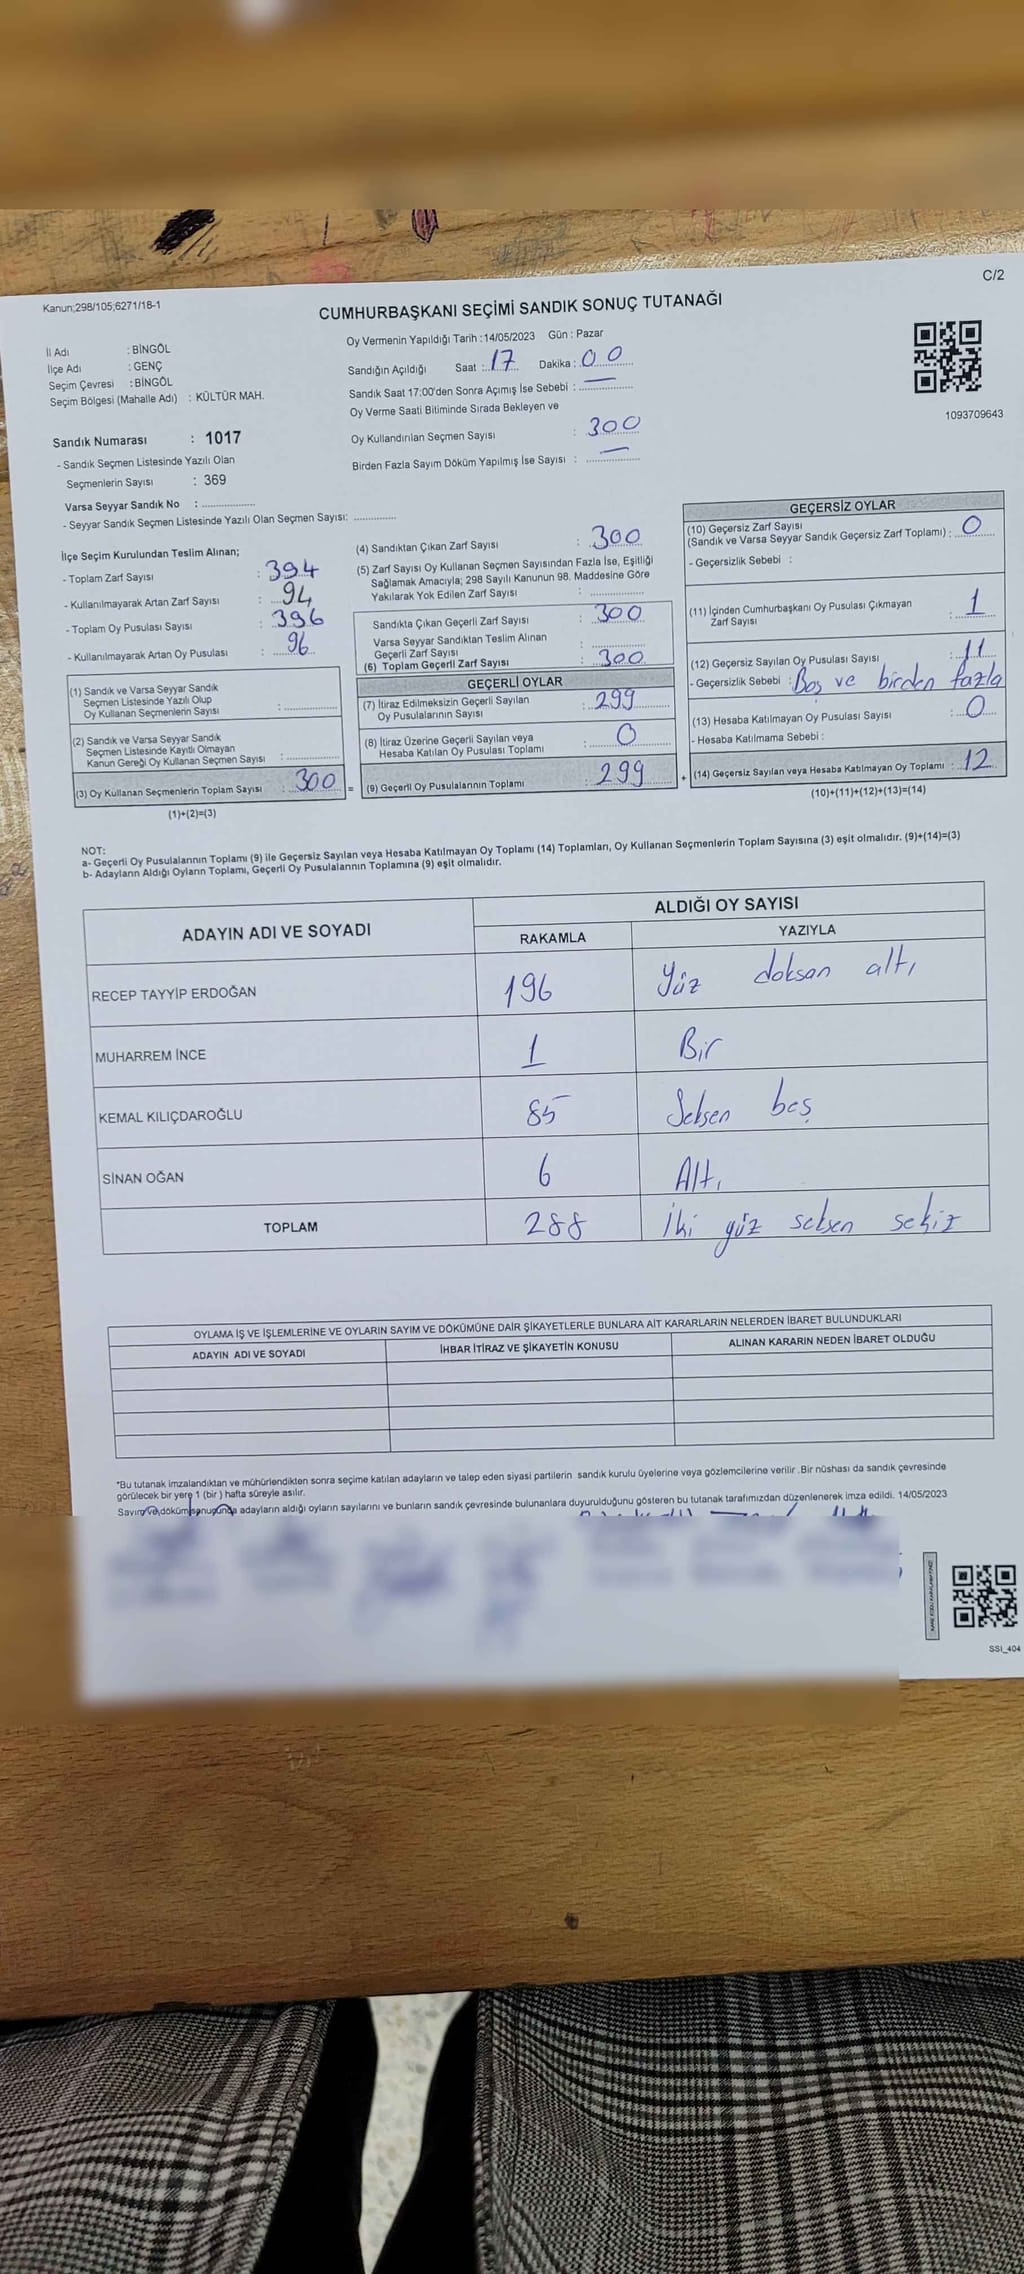 Kanun;298/105;6271/18-1
C/2
CUMHURBAŞKANI SEÇİMİ SANDIK SONUÇ TUTANAĞI
İl Adı : BİNGÖL
İlçe Adı : GENÇ
Seçim Çevresi : BİNGÖL
Seçim Bölgesi (Mahalle Adı) : KÜLTÜR MAH.
Sandık Numarası : 1017
- Sandık Seçmen Listesinde Yazılı Olan
Seçmenlerin Sayısı : 369
Varsa Seyyar Sandık No :
- Seyyar Sandık Seçmen Listesinde Yazılı Olan Seçmen Sayısı:
Oy Vermenin Yapıldığı Tarih :14/05/2023 Gün : Pazar
Sandığın Açıldığı Saat : 17 Dakika : 00
Sandık Saat 17:00'den Sonra Açımış İse Sebebi : —
Oy Verme Saati Bitiminde Sırada Bekleyen ve
Oy Kullandırılan Seçmen Sayısı : 300
Birden Fazla Sayım Döküm Yapılmış İse Sayısı : —
1093709643
İlçe Seçim Kurulundan Teslim Alınan;
- Toplam Zarf Sayısı : 394
- Kullanılmayarak Artan Zarf Sayısı : 94
- Toplam Oy Pusulası Sayısı : 396
- Kullanılmayarak Artan Oy Pusulası : 96
(1) Sandık ve Varsa Seyyar Sandık
Seçmen Listesinde Yazılı Olup
Oy Kullanan Seçmenlerin Sayısı :
(2) Sandık ve Varsa Seyyar Sandık
Seçmen Listesinde Kayıtlı Olmayan
Kanun Gereği Oy Kullanan Seçmen Sayısı :
(3) Oy Kullanan Seçmenlerin Toplam Sayısı : 300 =
(1)+(2)=(3)
(4) Sandıktan Çıkan Zarf Sayısı : 300
(5) Zarf Sayısı Oy Kullanan Seçmen Sayısından Fazla İse, Eşitliği
Sağlamak Amacıyla; 298 Sayılı Kanunun 98. Maddesine Göre
Yakılarak Yok Edilen Zarf Sayısı :
Sandıkta Çıkan Geçerli Zarf Sayısı : 300
Varsa Seyyar Sandıktan Teslim Alınan
Geçerli Zarf Sayısı :
(6) Toplam Geçerli Zarf Sayısı : 300
GEÇERLİ OYLAR
(7) İtiraz Edilmeksizin Geçerli Sayılan
Oy Pusulalarının Sayısı : 299
(8) İtiraz Üzerine Geçerli Sayılan veya
Hesaba Katılan Oy Pusulası Toplamı : 0
(9) Geçerli Oy Pusulalarının Toplamı : 299 +
GEÇERSİZ OYLAR
(10) Geçersiz Zarf Sayısı
(Sandık ve Varsa Seyyar Sandık Geçersiz Zarf Toplamı) : 0
- Geçersizlik Sebebi :
(11) İçinden Cumhurbaşkanı Oy Pusulası Çıkmayan
Zarf Sayısı : 1
(12) Geçersiz Sayılan Oy Pusulası Sayısı : 11
- Geçersizlik Sebebi : Boş ve birden fazla
(13) Hesaba Katılmayan Oy Pusulası Sayısı : 0
- Hesaba Katılmama Sebebi :
(14) Geçersiz Sayılan veya Hesaba Katılmayan Oy Toplamı : 12
(10)+(11)+(12)+(13)=(14)
NOT:
a- Geçerli Oy Pusulalarının Toplamı (9) ile Geçersiz Sayılan veya Hesaba Katılmayan Oy Toplamı (14) Toplamları, Oy Kullanan Seçmenlerin Toplam Sayısına (3) eşit olmalıdır. (9)+(14)=(3)
b- Adayların Aldığı Oyların Toplamı, Geçerli Oy Pusulalarının Toplamına (9) eşit olmalıdır.
ADAYIN ADI VE SOYADI ALDIĞI OY SAYISI
RAKAMLA YAZIYLA
RECEP TAYYİP ERDOĞAN 196 Yüz doksan altı
MUHARREM İNCE 1 Bir
KEMAL KILIÇDAROĞLU 85 Seksen beş
SİNAN OĞAN 6 Altı
TOPLAM 288 İki yüz seksen sekiz
OYLAMA İŞ VE İŞLEMLERİNE VE OYLARIN SAYIM VE DÖKÜMÜNE DAİR ŞİKAYETLERLE BUNLARA AİT KARARLARIN NELERDEN İBARET BULUNDUKLARI
ADAYIN ADI VE SOYADI İHBAR İTİRAZ VE ŞİKAYETİN KONUSU ALINAN KARARIN NEDEN İBARET OLDUĞU
*Bu tutanak imzalandıktan ve mühürlendikten sonra seçime katılan adayların ve talep eden siyasi partilerin sandık kurulu üyelerine veya gözlemcilerine verilir .Bir nüshası da sandık çevresinde
görülecek bir yere 1 (bir ) hafta süreyle asılır.
Sayım ve döküm sonucunda adayların aldığı oyların sayılarını ve bunların sandık çevresinde bulunanlara duyurulduğunu gösteren bu tutanak tarafımızdan düzenlenerek imza edildi. 14/05/2023
SSI_404